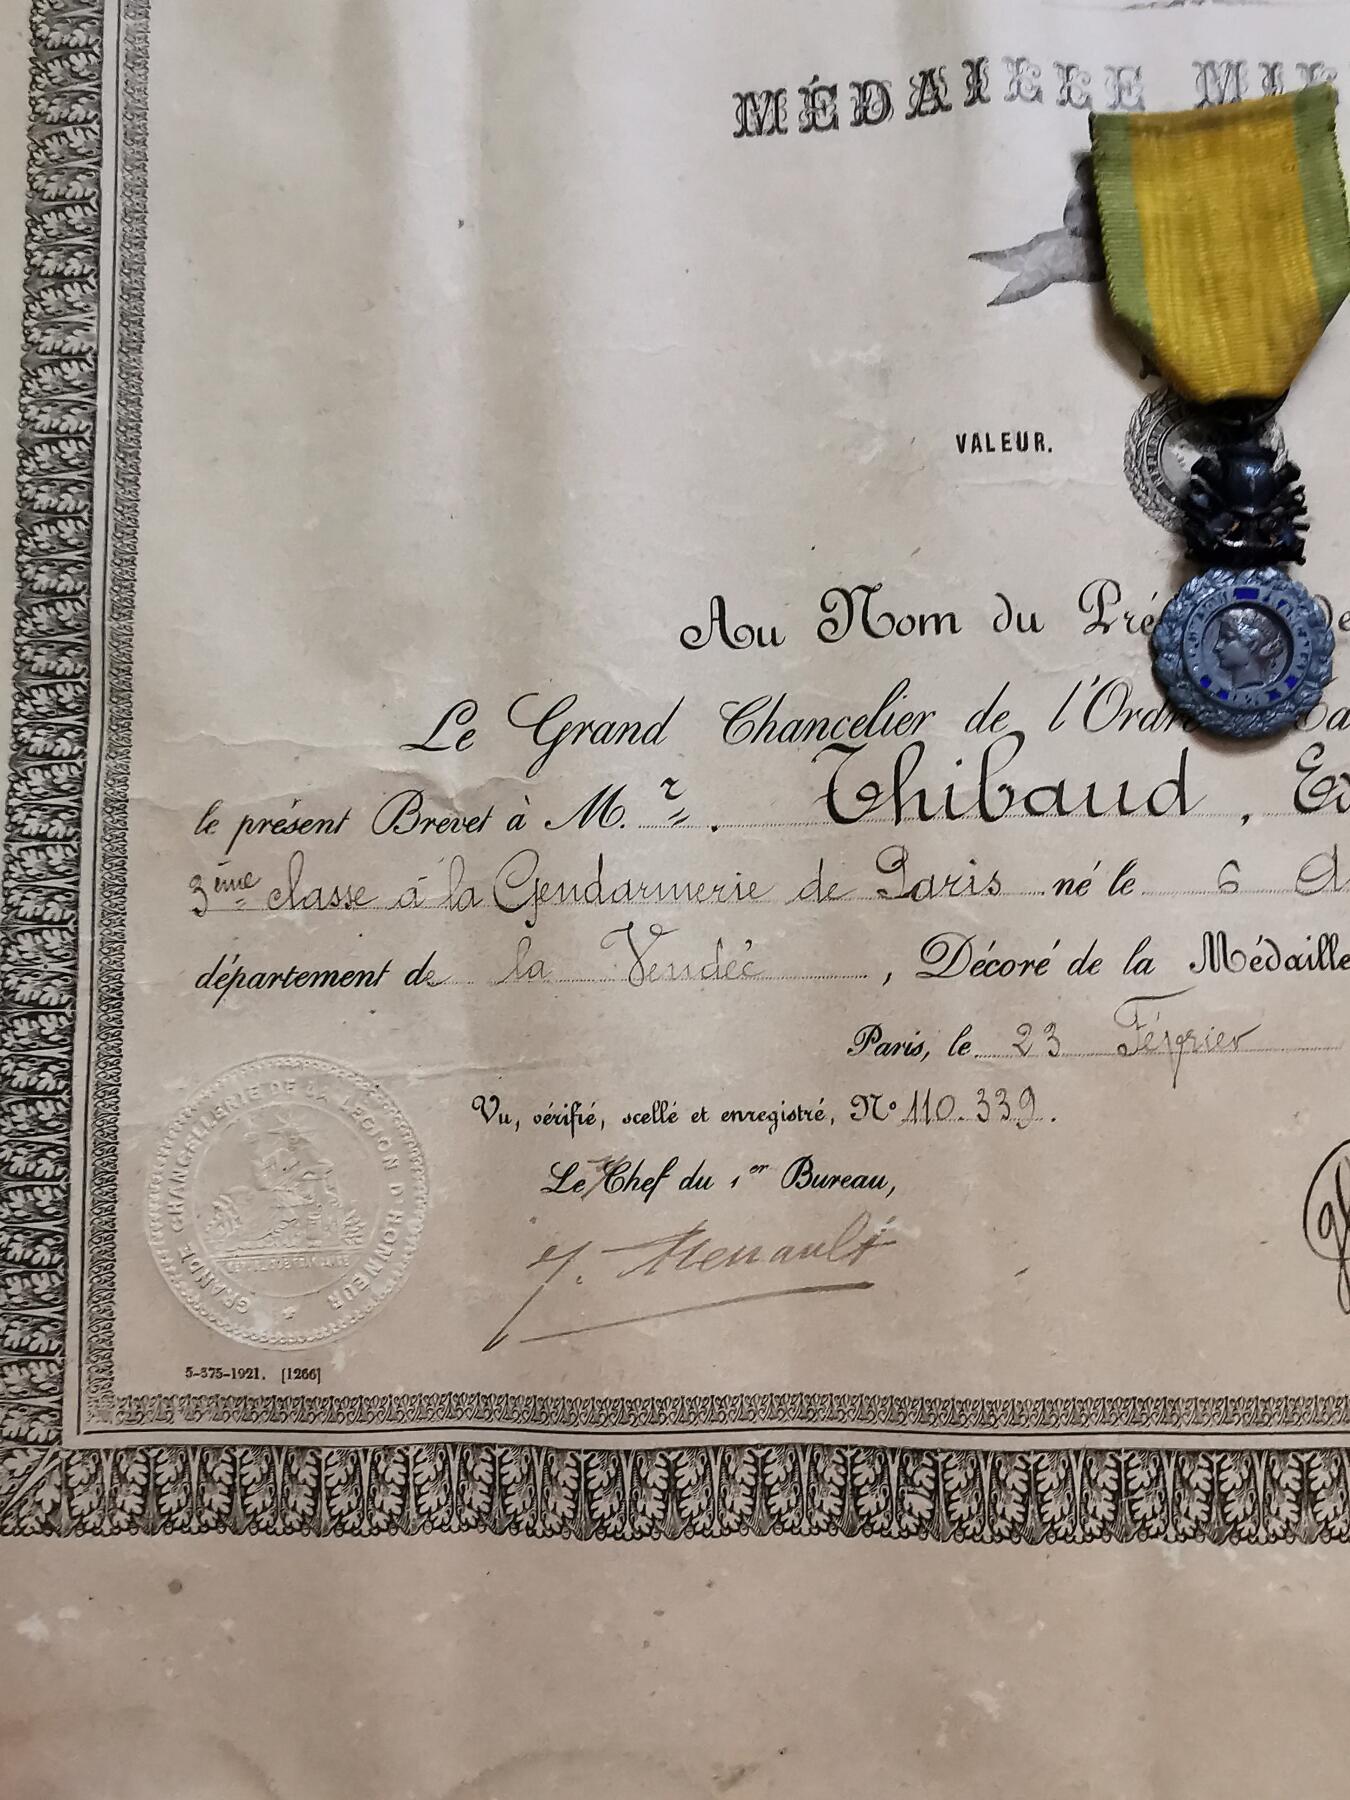 MÉDAILLE MI
VALEUR.
Au Nom du Pré
Le Grand Chancelier de l'Ordre
le présent Brevet à M.r Thibaud,
3ème classe à la Gendarmerie de Paris né le 6
département de la Vendée, Décoré de la Médaille
Paris, le 23 Février
Vu, vérifié, scellé et enregistré, N° 110.339.
Le Chef du 1er Bureau,
Renault
GRANDE CHANCELLERIE DE LA LÉGION D'HONNEUR
5-375-1921. [1266]